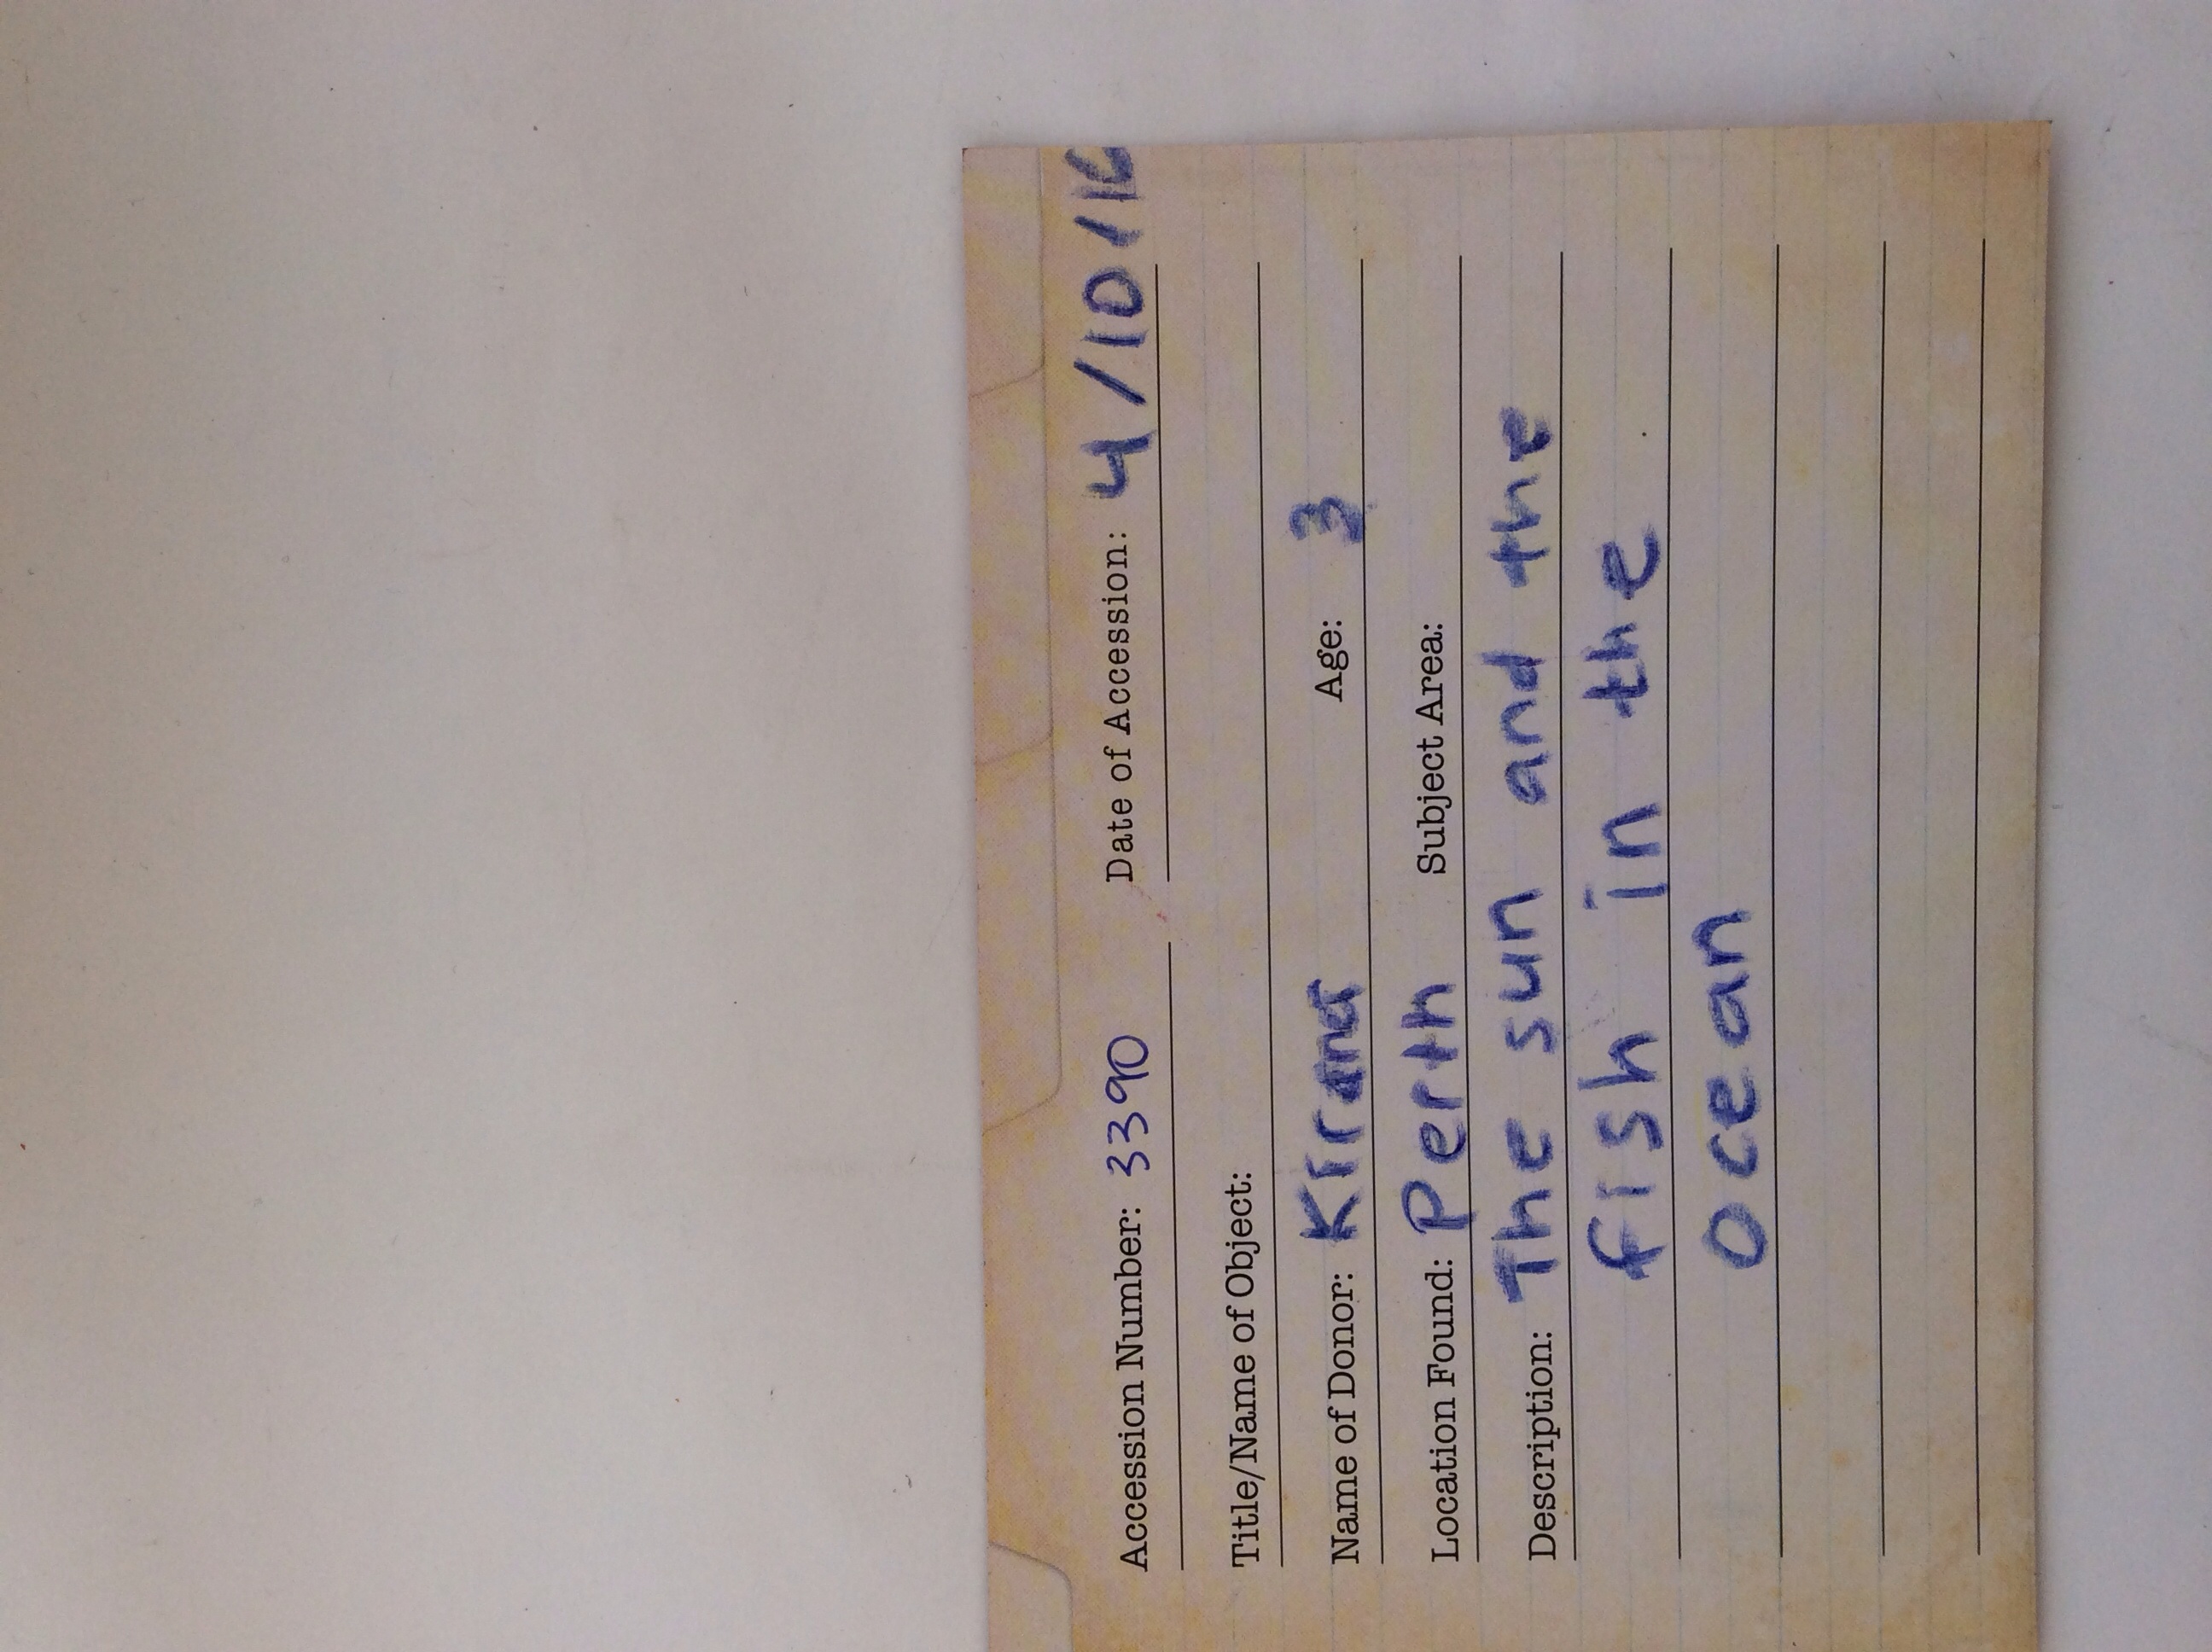 Accession Number: 3390 Date of Accession: 4/10/16
Title/Name of Object:
Name of Donor: Age: 3
Location Found: Perth Subject Area:
Description: The sun and the
fish in the
ocean